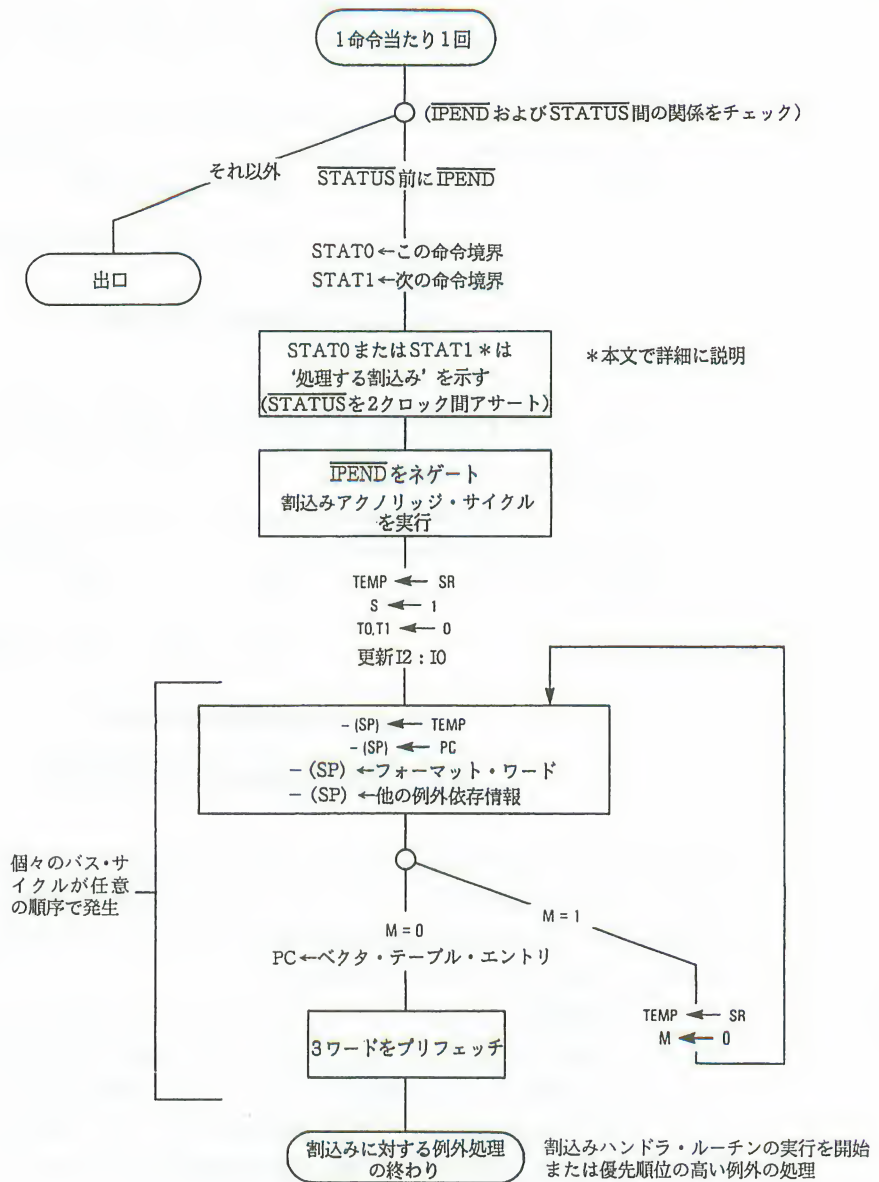 1命令当たり1回
(IPENDおよびSTATUS間の関係をチェック)
それ以外
STATUS前にIPEND
出口
STAT0←この命令境界
STAT1←次の命令境界
STAT0またはSTAT1*は
‘処理する割込み’を示す
(STATUSを2クロック間アサート)
*本文で詳細に説明
IPENDをネゲート
割込みアクノリッジ・サイクル
を実行
TEMP ← SR
S ← 1
T0,T1 ← 0
更新I2:I0
-(SP) ← TEMP
-(SP) ← PC
-(SP) ←フォーマット・ワード
-(SP) ←他の例外依存情報
個々のバス・サ
イクルが任意
の順序で発生
M=0
M=1
PC←ベクタ・テーブル・エントリ
TEMP ← SR
M ← 0
3ワードをプリフェッチ
割込みに対する例外処理
の終わり
割込みハンドラ・ルーチンの実行を開始
または優先順位の高い例外の処理